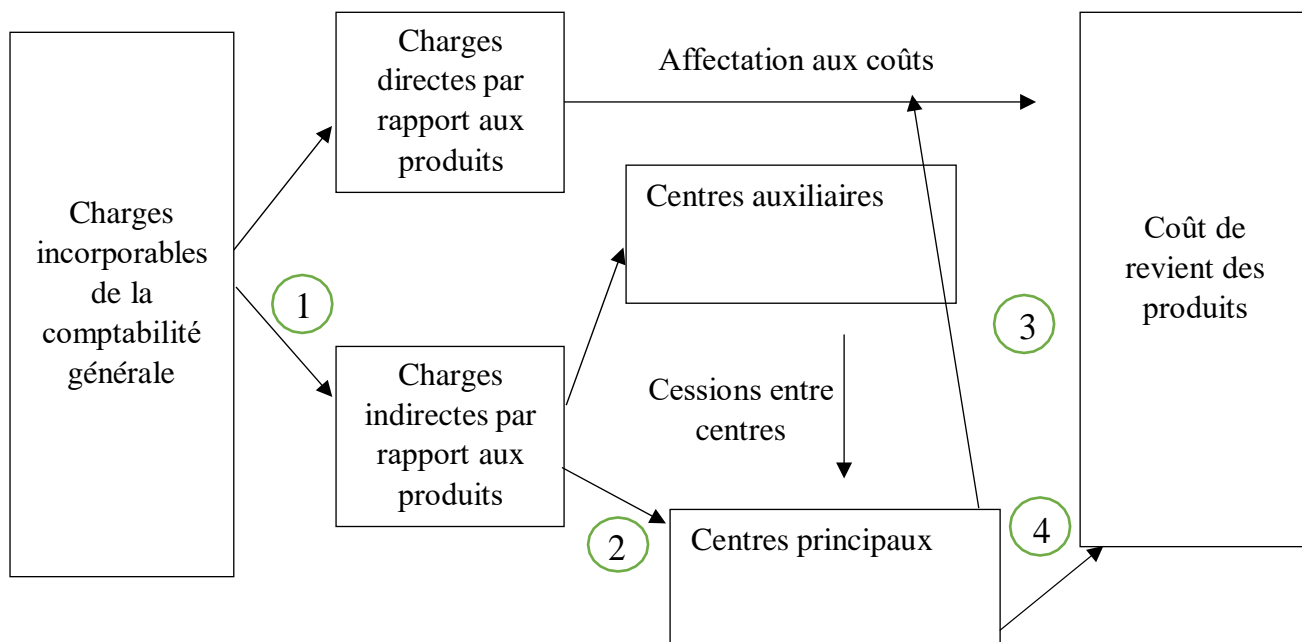 Charges
incorporables
de la
comptabilité
générale
Charges
directes par
rapport aux
produits
Affectation aux coûts
Centres auxiliaires
1
Charges
indirectes par
rapport aux
produits
Cessions entre
centres
2
Centres principaux
3
4
Coût de
revient des
produits